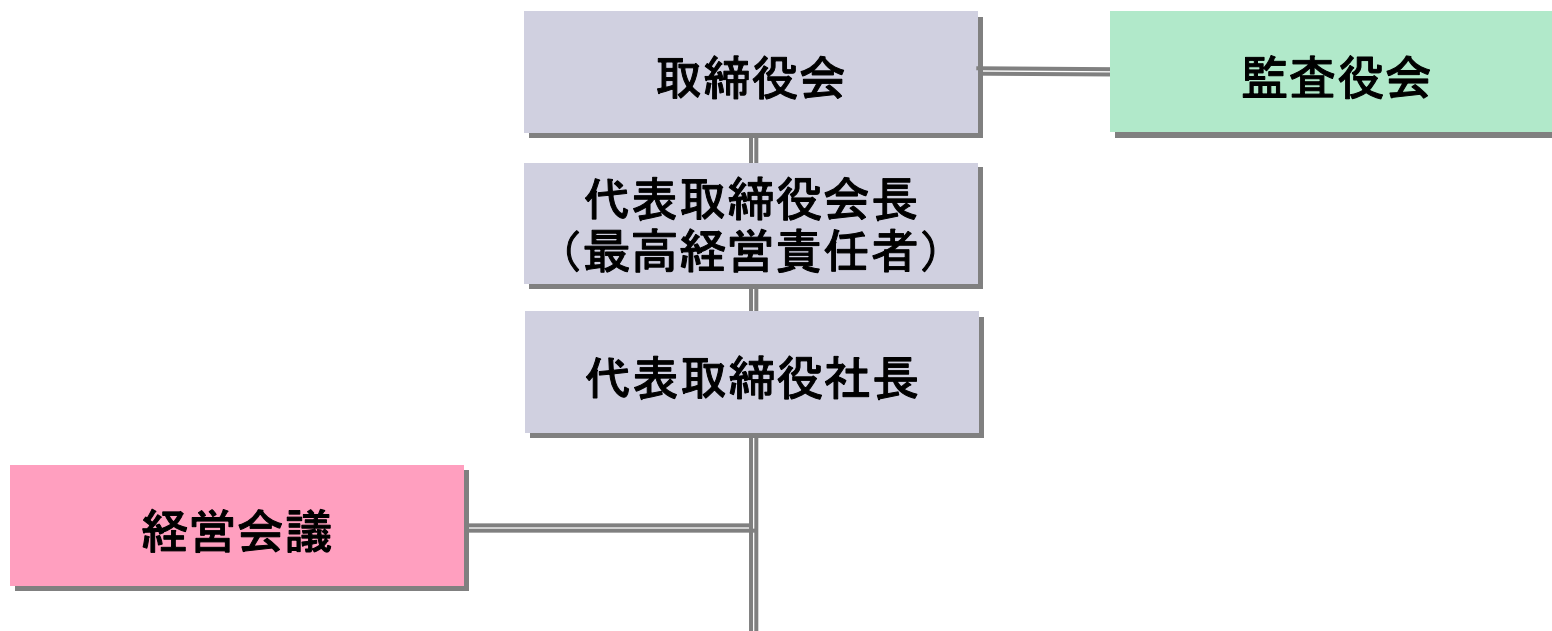 取締役会
監査役会
代表取締役会長
（最高経営責任者）
代表取締役社長
経営会議